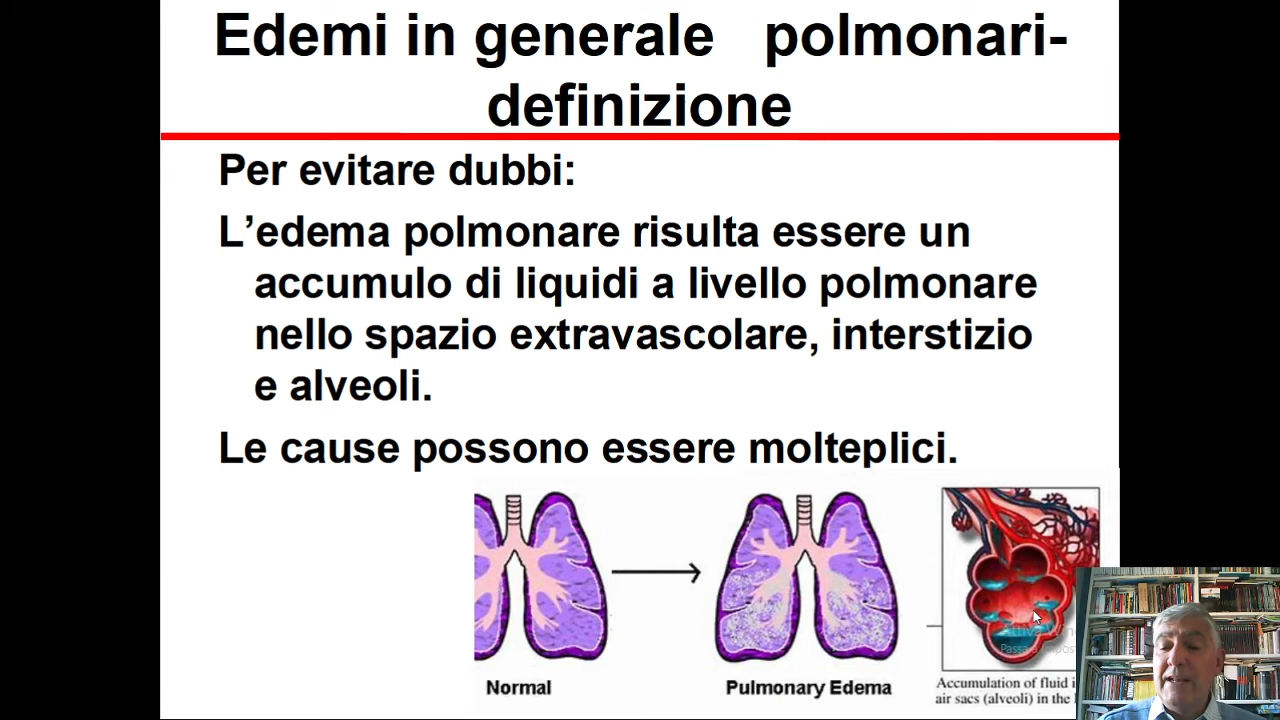 Edemi in generale polmonari-
definizione
Per evitare dubbi:
L’edema polmonare risulta essere un
accumulo di liquidi a livello polmonare
nello spazio extravascolare, interstizio
e alveoli.
Le cause possono essere molteplici.
Normal
Pulmonary Edema
Accumulation of fluid
air sacs (alveoli) in the